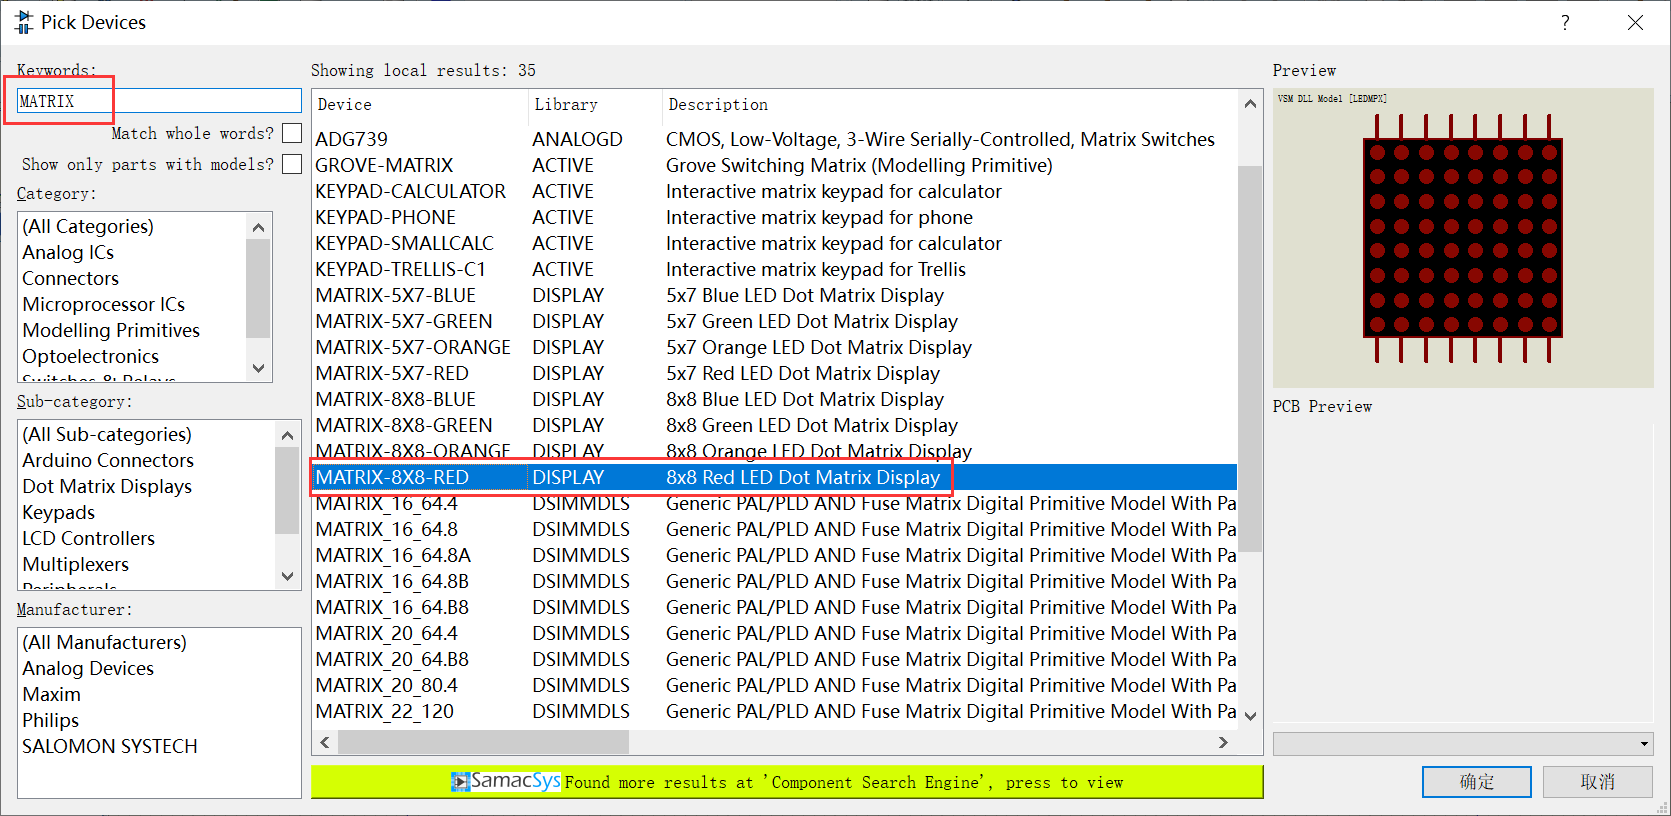 Pick Devices
Keywords:
MATRIX
Match whole words?
Show only parts with models?
Category:
(All Categories)
Analog ICs
Connectors
Microprocessor ICs
Modelling Primitives
Optoelectronics
Switches & Relays
Sub-category:
(All Sub-categories)
Arduino Connectors
Dot Matrix Displays
Keypads
LCD Controllers
Multiplexers
Peripherals
Manufacturer:
(All Manufacturers)
Analog Devices
Maxim
Philips
SALOMON SYSTECH
Showing local results: 35
Device Library Description
ADG739 ANALOGD CMOS, Low-Voltage, 3-Wire Serially-Controlled, Matrix Switches
GROVE-MATRIX ACTIVE Grove Switching Matrix (Modelling Primitive)
KEYPAD-CALCULATOR ACTIVE Interactive matrix keypad for calculator
KEYPAD-PHONE ACTIVE Interactive matrix keypad for phone
KEYPAD-SMALLCALC ACTIVE Interactive matrix keypad for calculator
KEYPAD-TRELLIS-C1 ACTIVE Interactive matrix keypad for Trellis
MATRIX-5X7-BLUE DISPLAY 5x7 Blue LED Dot Matrix Display
MATRIX-5X7-GREEN DISPLAY 5x7 Green LED Dot Matrix Display
MATRIX-5X7-ORANGE DISPLAY 5x7 Orange LED Dot Matrix Display
MATRIX-5X7-RED DISPLAY 5x7 Red LED Dot Matrix Display
MATRIX-8X8-BLUE DISPLAY 8x8 Blue LED Dot Matrix Display
MATRIX-8X8-GREEN DISPLAY 8x8 Green LED Dot Matrix Display
MATRIX-8X8-ORANGE DISPLAY 8x8 Orange LED Dot Matrix Display
MATRIX-8X8-RED DISPLAY 8x8 Red LED Dot Matrix Display
MATRIX_16_64.4 DSIMMDLS Generic PAL/PLD AND Fuse Matrix Digital Primitive Model With Pa
MATRIX_16_64.8 DSIMMDLS Generic PAL/PLD AND Fuse Matrix Digital Primitive Model With Pa
MATRIX_16_64.8A DSIMMDLS Generic PAL/PLD AND Fuse Matrix Digital Primitive Model With Pa
MATRIX_16_64.8B DSIMMDLS Generic PAL/PLD AND Fuse Matrix Digital Primitive Model With Pa
MATRIX_16_64.B8 DSIMMDLS Generic PAL/PLD AND Fuse Matrix Digital Primitive Model With Pa
MATRIX_20_64.4 DSIMMDLS Generic PAL/PLD AND Fuse Matrix Digital Primitive Model With Pa
MATRIX_20_64.B8 DSIMMDLS Generic PAL/PLD AND Fuse Matrix Digital Primitive Model With Pa
MATRIX_20_80.4 DSIMMDLS Generic PAL/PLD AND Fuse Matrix Digital Primitive Model With Pa
MATRIX_22_120 DSIMMDLS Generic PAL/PLD AND Fuse Matrix Digital Primitive Model With Pa
SamacSys Found more results at 'Component Search Engine', press to view
Preview
VSM DLL Model [LEDMPX]
PCB Preview
确定
取消